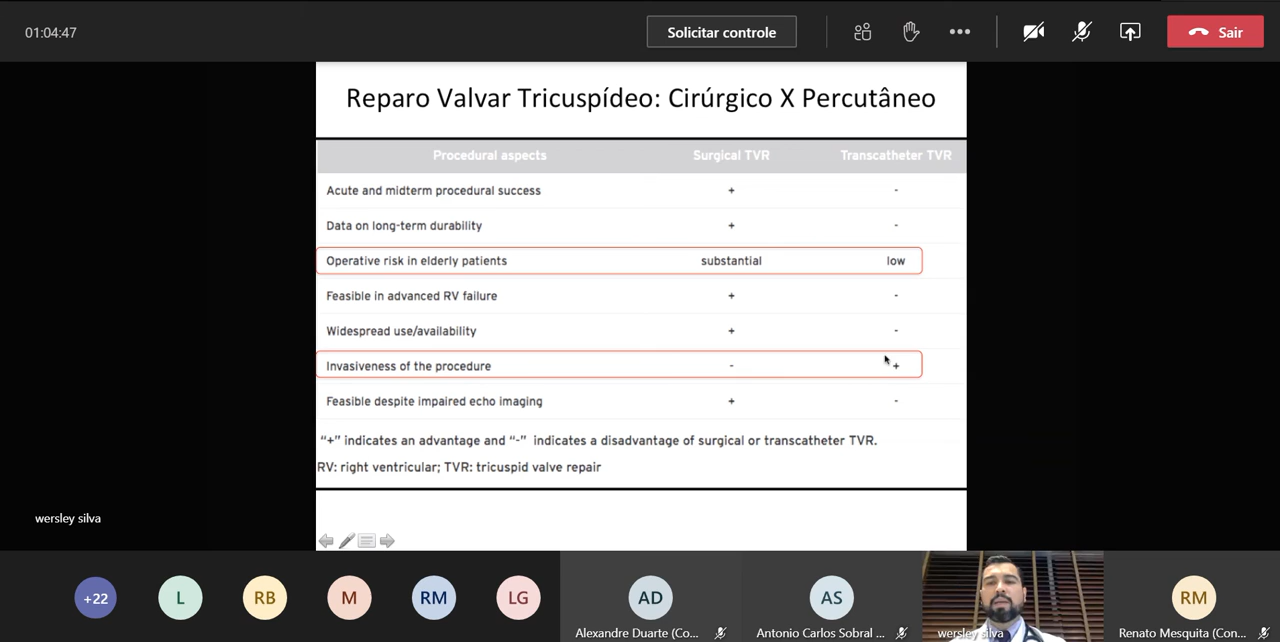 01:04:47
Solicitar controle
Sair
Reparo Valvar Tricuspídeo: Cirúrgico X Percutâneo
Procedural aspects Surgical TVR Transcatheter TVR
Acute and midterm procedural success + -
Data on long-term durability + -
Operative risk in elderly patients substantial low
Feasible in advanced RV failure + -
Widespread use/availability + -
Invasiveness of the procedure - +
Feasible despite impaired echo imaging + -
"+" indicates an advantage and "-" indicates a disadvantage of surgical or transcatheter TVR.
RV: right ventricular; TVR: tricuspid valve repair
wersley silva
+22 L RB M RM LG AD AS RM
Alexandre Duarte (Co... Antonio Carlos Sobral ... wersley silva Renato Mesquita (Con...